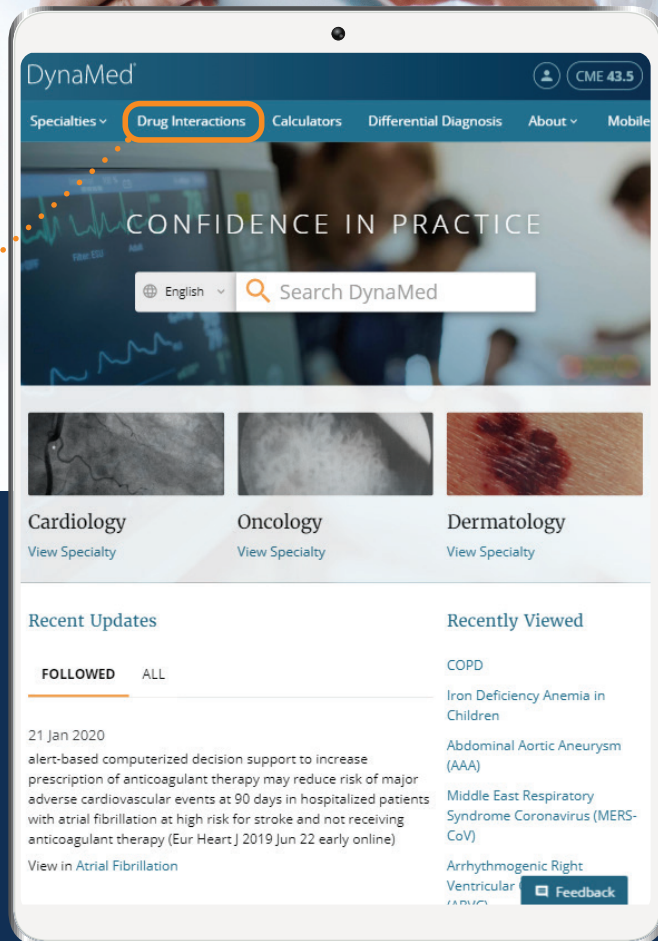 DynaMed
CME 43.5
Specialties
Drug Interactions
Calculators
Differential Diagnosis
About
Mobile
CONFIDENCE IN PRACTICE
English
Search DynaMed
Cardiology
Oncology
Dermatology
View Specialty
View Specialty
View Specialty
Recent Updates
FOLLOWED
ALL
21 Jan 2020
alert-based computerized decision support to increase
prescription of anticoagulant therapy may reduce risk of major
adverse cardiovascular events at 90 days in hospitalized patients
with atrial fibrillation at high risk for stroke and not receiving
anticoagulant therapy (Eur Heart J 2019 Jun 22 early online)
View in Atrial Fibrillation
Recently Viewed
COPD
Iron Deficiency Anemia in
Children
Abdominal Aortic Aneurysm
(AAA)
Middle East Respiratory
Syndrome Coronavirus (MERS-
CoV)
Arrhythmogenic Right
Ventricular
Feedback